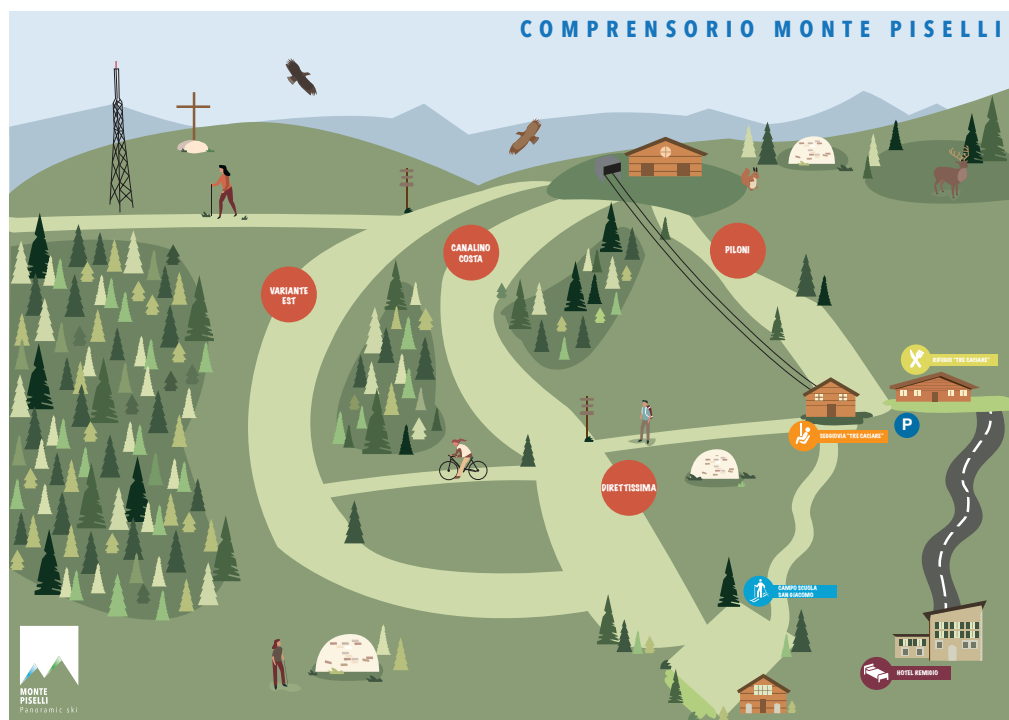 COMPRENSORIO MONTE PISELLI
CANALINO
COSTA
PILONI
VARIANTE
EST
RIFUGIO "TRE CACIARE"
P
SEGGIOVIA "TRE CACIARE"
DIRETTISSIMA
CAMPO SCUOLA
SAN GIACOMO
HOTEL REMIGIO
MONTE
PISELLI
Panoramic ski